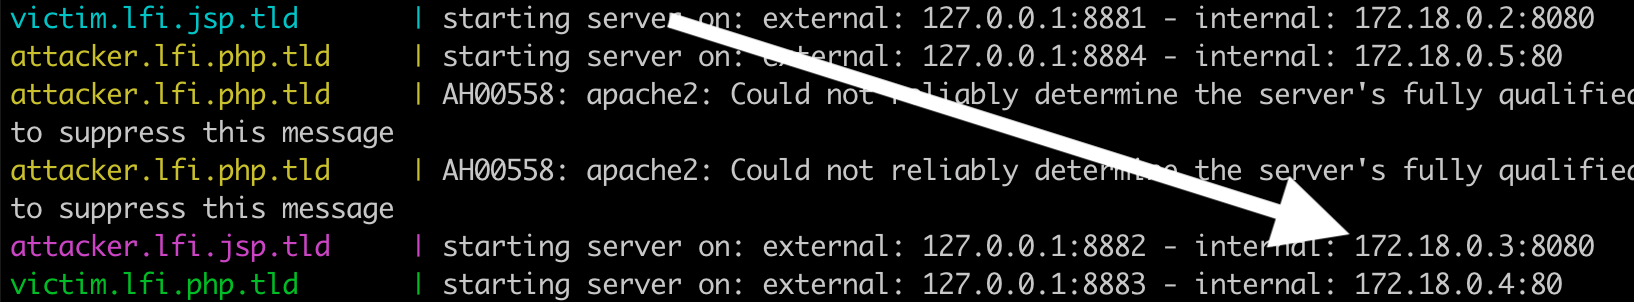 victim.lfi.jsp.tld | starting server on: external: 127.0.0.1:8881 - internal: 172.18.0.2:8080
attacker.lfi.php.tld | starting server on: external: 127.0.0.1:8884 - internal: 172.18.0.5:80
attacker.lfi.php.tld | AH00558: apache2: Could not reliably determine the server's fully qualified
to suppress this message
attacker.lfi.php.tld | AH00558: apache2: Could not reliably determine the server's fully qualified
to suppress this message
attacker.lfi.jsp.tld | starting server on: external: 127.0.0.1:8882 - internal: 172.18.0.3:8080
victim.lfi.php.tld | starting server on: external: 127.0.0.1:8883 - internal: 172.18.0.4:80